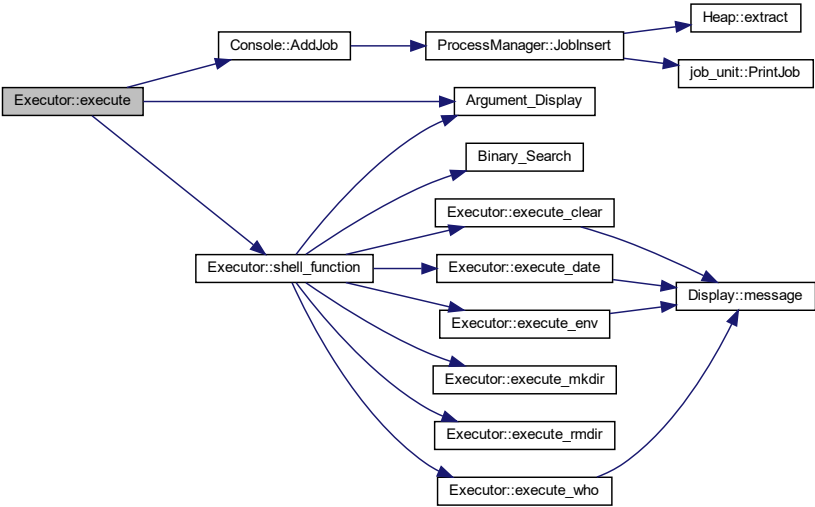 Executor::execute
Console::AddJob
ProcessManager::JobInsert
Heap::extract
job_unit::PrintJob
Argument_Display
Binary_Search
Executor::shell_function
Executor::execute_clear
Executor::execute_date
Executor::execute_env
Display::message
Executor::execute_mkdir
Executor::execute_rmdir
Executor::execute_who